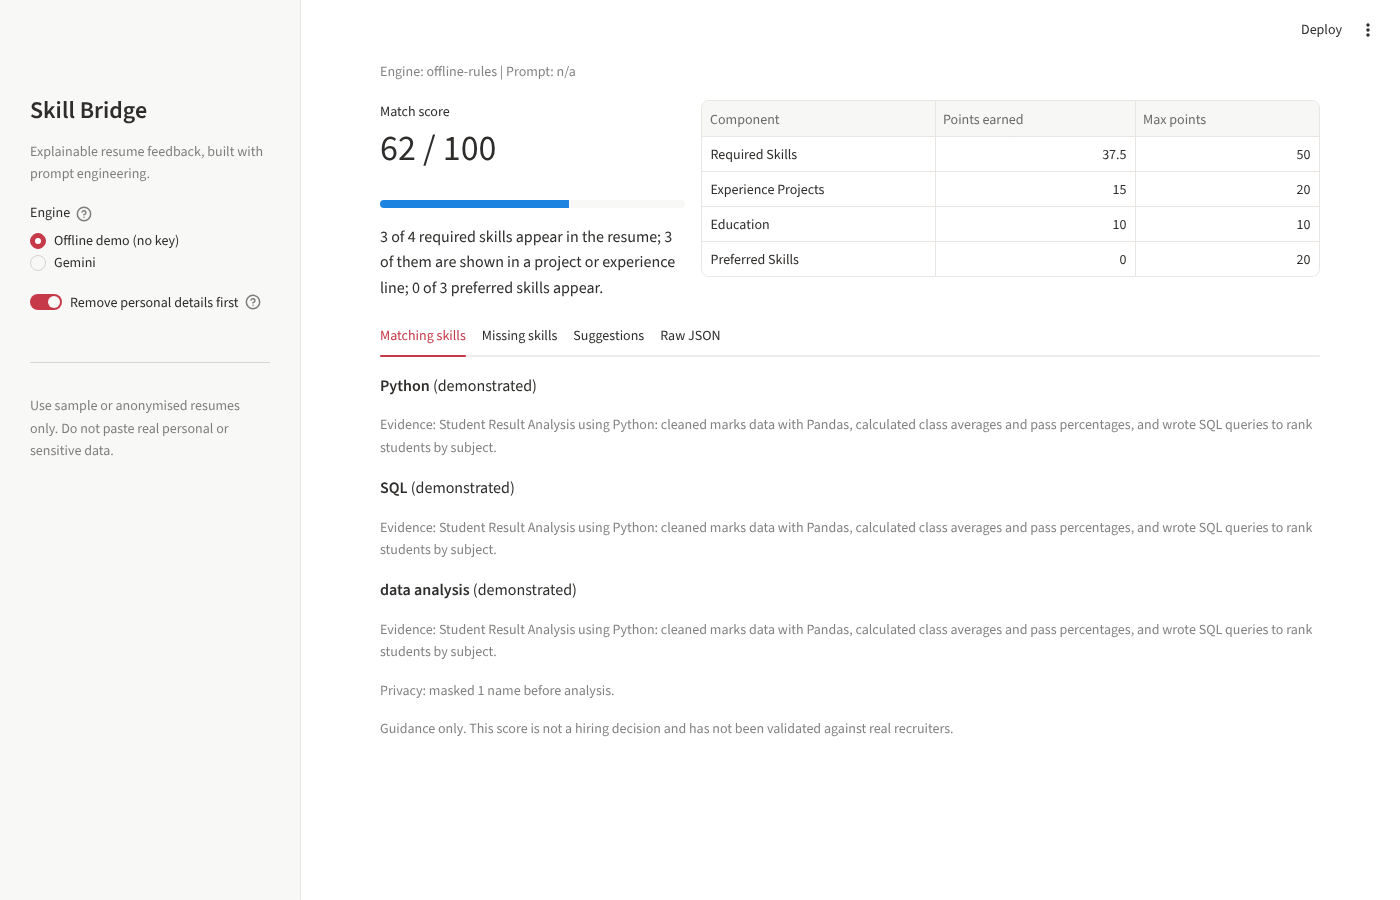 Deploy
Skill Bridge
Explainable resume feedback, built with
prompt engineering.
Engine
Offline demo (no key)
Gemini
Remove personal details first
Use sample or anonymised resumes
only. Do not paste real personal or
sensitive data.
Engine: offline-rules | Prompt: n/a
Match score
62 / 100
3 of 4 required skills appear in the resume; 3
of them are shown in a project or experience
line; 0 of 3 preferred skills appear.
Component Points earned Max points
Required Skills 37.5 50
Experience Projects 15 20
Education 10 10
Preferred Skills 0 20
Matching skills Missing skills Suggestions Raw JSON
Python (demonstrated)
Evidence: Student Result Analysis using Python: cleaned marks data with Pandas, calculated class averages and pass percentages, and wrote SQL queries to rank
students by subject.
SQL (demonstrated)
Evidence: Student Result Analysis using Python: cleaned marks data with Pandas, calculated class averages and pass percentages, and wrote SQL queries to rank
students by subject.
data analysis (demonstrated)
Evidence: Student Result Analysis using Python: cleaned marks data with Pandas, calculated class averages and pass percentages, and wrote SQL queries to rank
students by subject.
Privacy: masked 1 name before analysis.
Guidance only. This score is not a hiring decision and has not been validated against real recruiters.